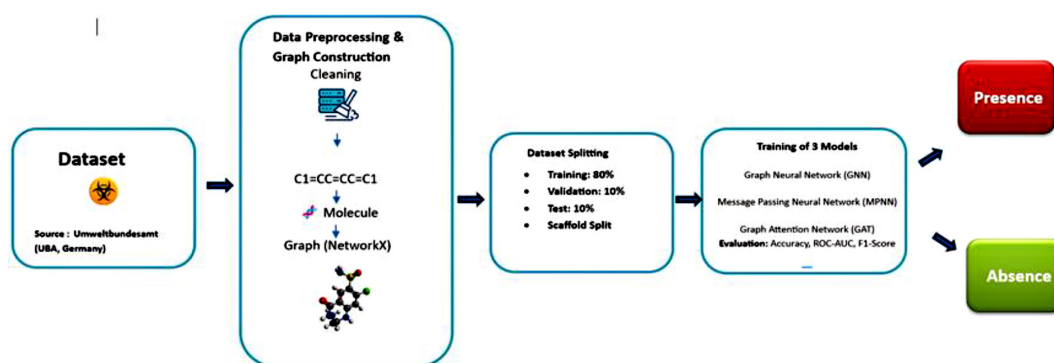 Dataset
Source : Umweltbundesamt
(UBA, Germany)
Data Preprocessing &
Graph Construction
Cleaning
C1=CC=CC=C1
Molecule
Graph (NetworkX)
Dataset Splitting
• Training: 80%
• Validation: 10%
• Test: 10%
• Scaffold Split
Training of 3 Models
Graph Neural Network (GNN)
Message Passing Neural Network (MPNN)
Graph Attention Network (GAT)
Evaluation: Accuracy, ROC-AUC, F1-Score
Presence
Absence